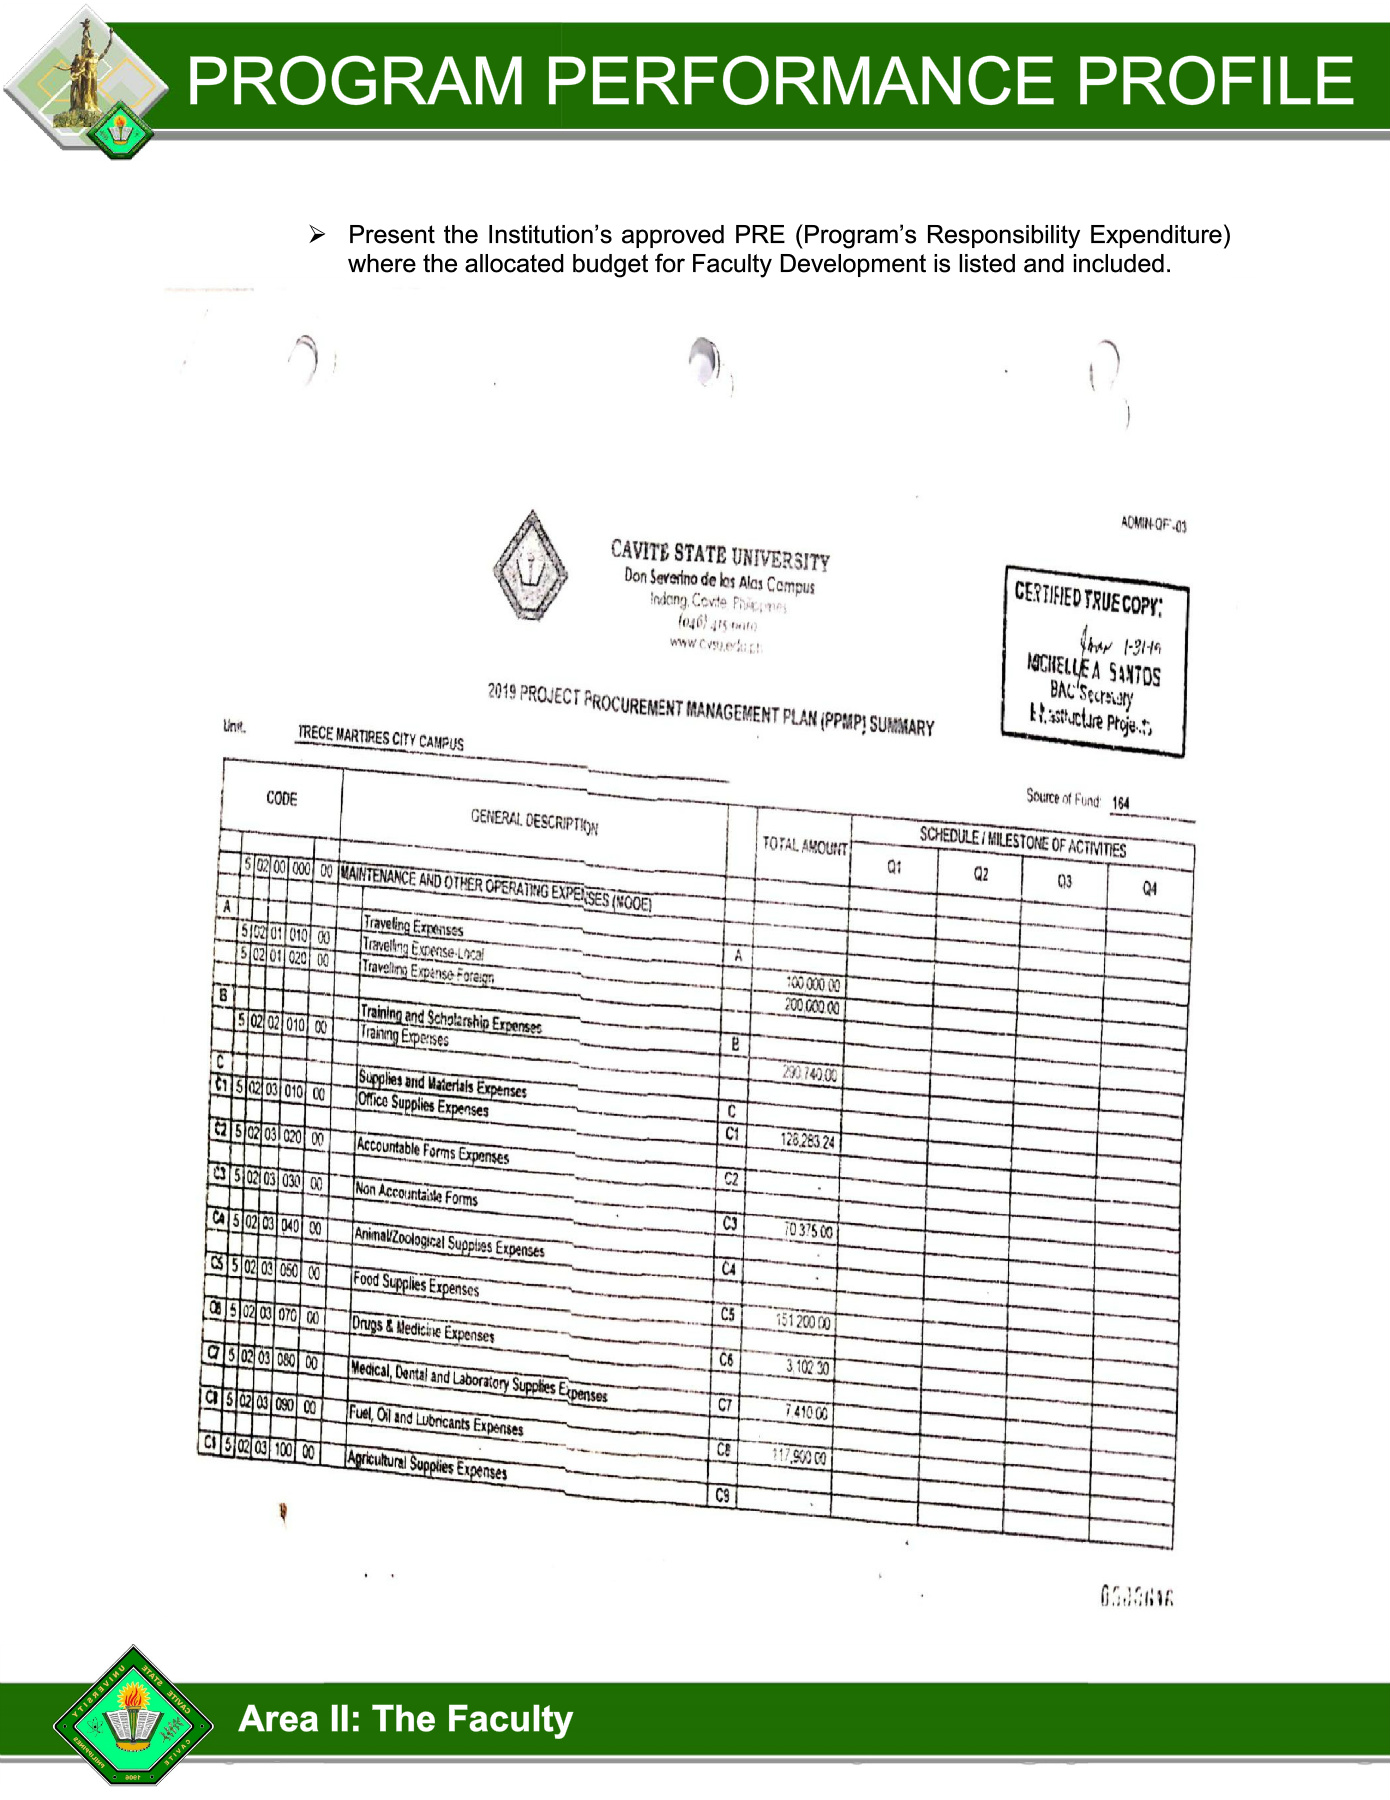 PROGRAM PERFORMANCE PROFILE
➢ Present the Institution's approved PRE (Program's Responsibility Expenditure)
where the allocated budget for Faculty Development is listed and included.
ADMIN-QF-03
CAVITE STATE UNIVERSITY
Don Severino de las Alas Campus
Indang, Cavite, Philippines
www.cvsu.edu.ph
CERTIFIED TRUE COPY:
1-31-19
MICHELLE A SANTOS
BAC Secretary
Infrastructure Projects
2019 PROJECT PROCUREMENT MANAGEMENT PLAN (PPMP) SUMMARY
Unit. TRECE MARTIRES CITY CAMPUS
Source of Fund: 164
CODE GENERAL DESCRIPTION TOTAL AMOUNT SCHEDULE / MILESTONE OF ACTIVITIES
Q1 Q2 Q3 Q4
5 02 00 000 00 MAINTENANCE AND OTHER OPERATING EXPENSES (MOOE)
A Traveling Expenses A
5 02 01 010 00 Travelling Expense-Local 100 000 00
5 02 01 020 00 Travelling Expense-Foreign 200 000.00
B Training and Scholarship Expenses B
5 02 02 010 00 Training Expenses 290 740.00
C Supplies and Materials Expenses C
C1 5 02 03 010 00 Office Supplies Expenses C1 128,283.24
C2 5 02 03 020 00 Accountable Forms Expenses C2 -
C3 5 02 03 030 00 Non Accountable Forms C3 70 375 00
C4 5 02 03 040 00 Animal/Zoological Supplies Expenses C4 -
C5 5 02 03 050 00 Food Supplies Expenses C5 151 200 00
C6 5 02 03 070 00 Drugs & Medicine Expenses C6 3,102 30
C7 5 02 03 080 00 Medical, Dental and Laboratory Supplies Expenses C7 7 410 00
C8 5 02 03 090 00 Fuel, Oil and Lubricants Expenses C8 117,900 00
C9 5 02 03 100 00 Agricultural Supplies Expenses C9 -
Area II: The Faculty